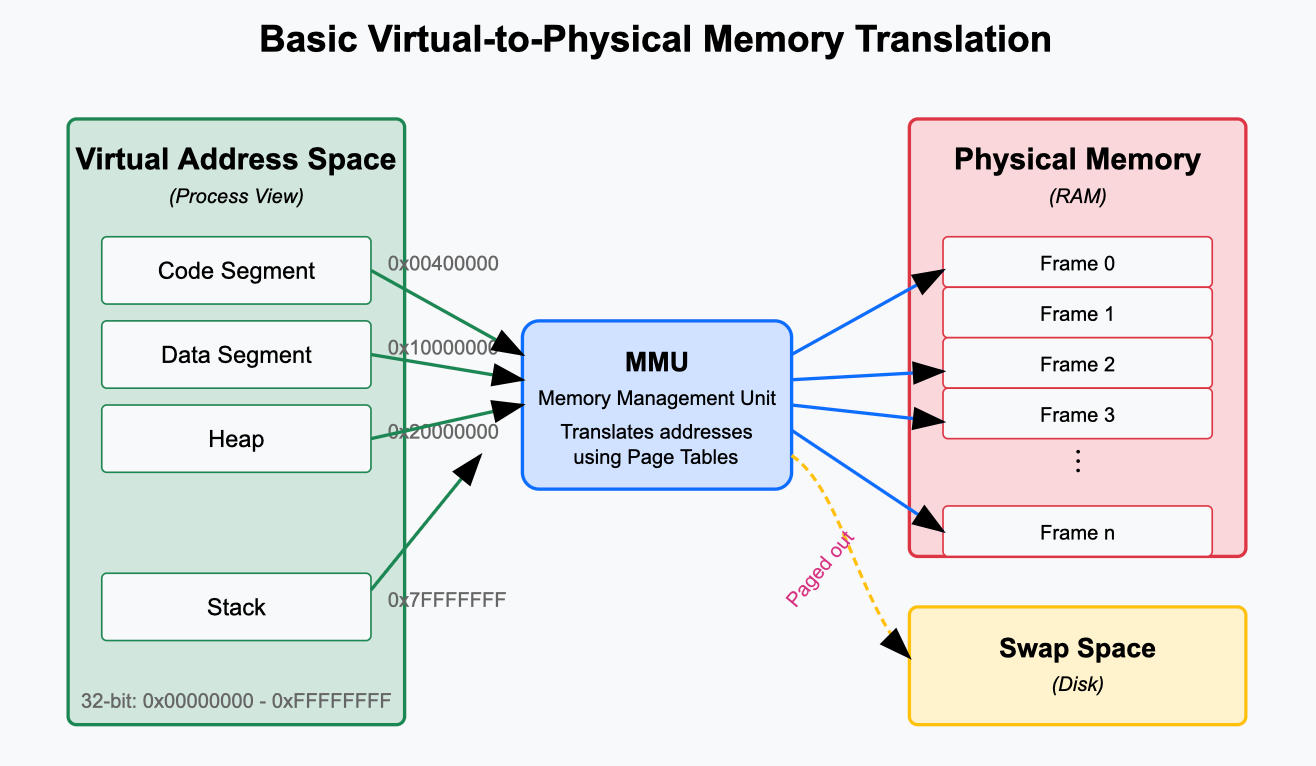 Basic Virtual-to-Physical Memory Translation
Virtual Address Space
(Process View)
Code Segment
0x00400000
Data Segment
0x10000000
Heap
0x20000000
Stack
0x7FFFFFFF
32-bit: 0x00000000 - 0xFFFFFFFF
MMU
Memory Management Unit
Translates addresses
using Page Tables
Paged out
Physical Memory
(RAM)
Frame 0
Frame 1
Frame 2
Frame 3
⋮
Frame n
Swap Space
(Disk)